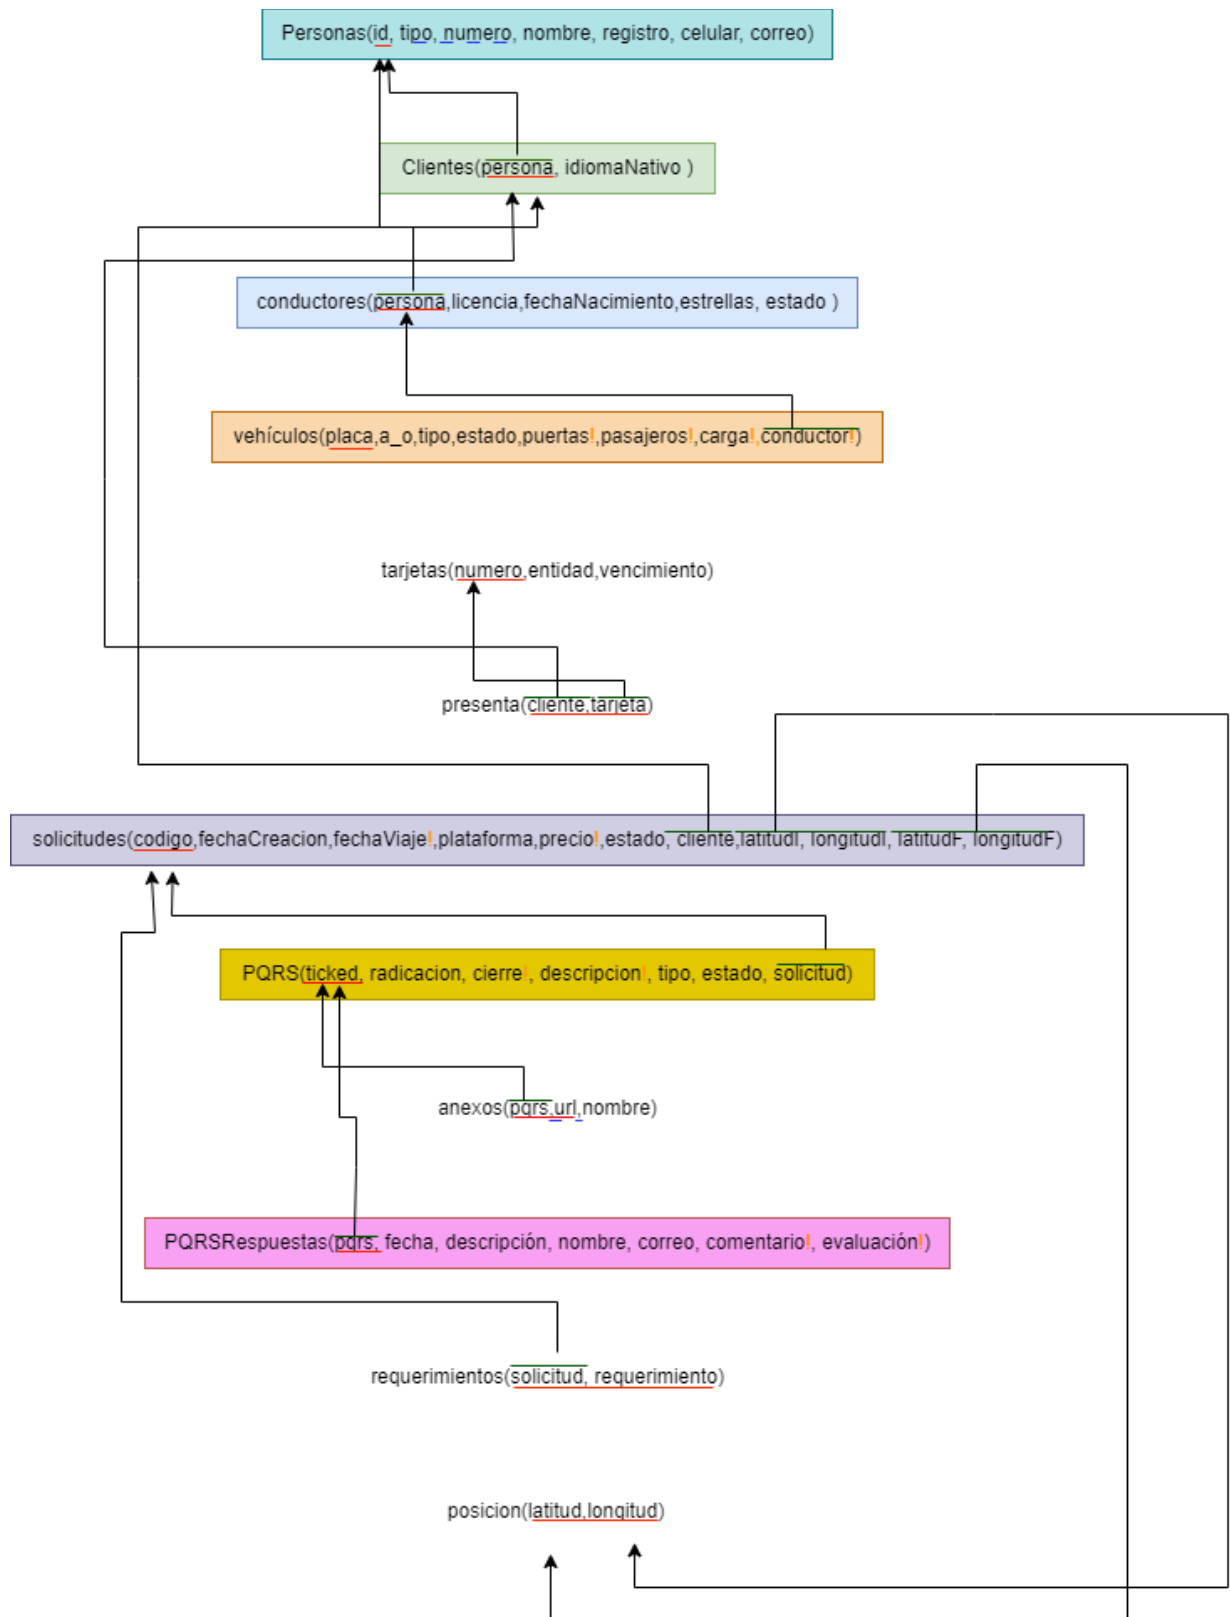 Personas(id, tipo, numero, nombre, registro, celular, correo)
Clientes(persona, idiomaNativo )
conductores(persona,licencia,fechaNacimiento,estrellas, estado )
vehículos(placa,a_o,tipo,estado,puertas!,pasajeros!,carga!,conductor!)
tarjetas(numero,entidad,vencimiento)
presenta(cliente,tarjeta)
solicitudes(codigo,fechaCreacion,fechaViaje!,plataforma,precio!,estado, cliente,latitudI, longitudI, latitudF, longitudF)
PQRS(ticked, radicacion, cierre!, descripcion!, tipo, estado, solicitud)
anexos(pqrs,url,nombre)
PQRSRespuestas(pqrs, fecha, descripción, nombre, correo, comentario!, evaluación!)
requerimientos(solicitud, requerimiento)
posicion(latitud,longitud)